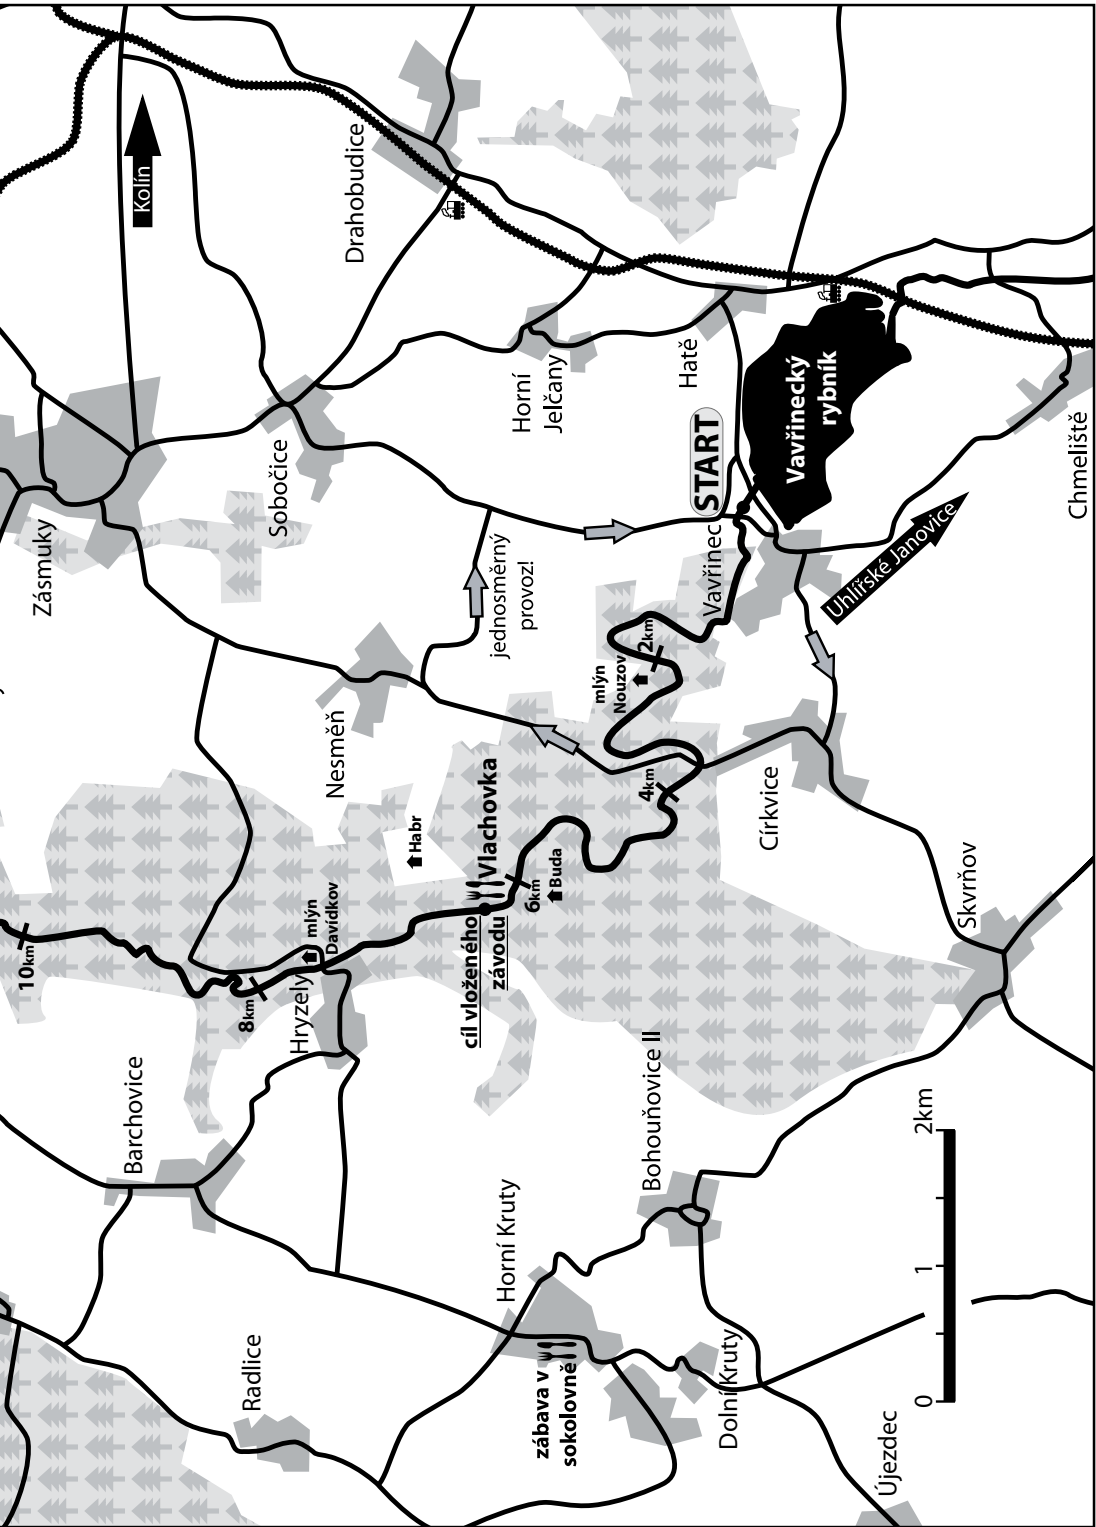 Kolín
Drahobudice
Zásmuky
Sobočice
Horní
Jelčany
Hatě
START
Vavřinecký
rybník
Chmeliště
Uhlířské Janovice
Vavřinec
jednosměrný
provoz!
Nesměň
mlýn
Nouzov
2km
4km
Církvice
Skvrňov
Habr
Vlachovka
6km
Buda
cíl vloženého
závodu
mlýn
Davídkov
10km
8km
Hryzely
Barchovice
Bohouňovice II
Horní Kruty
Radlice
zábava v
sokolovně
Dolní Kruty
Újezdec
0
1
2km